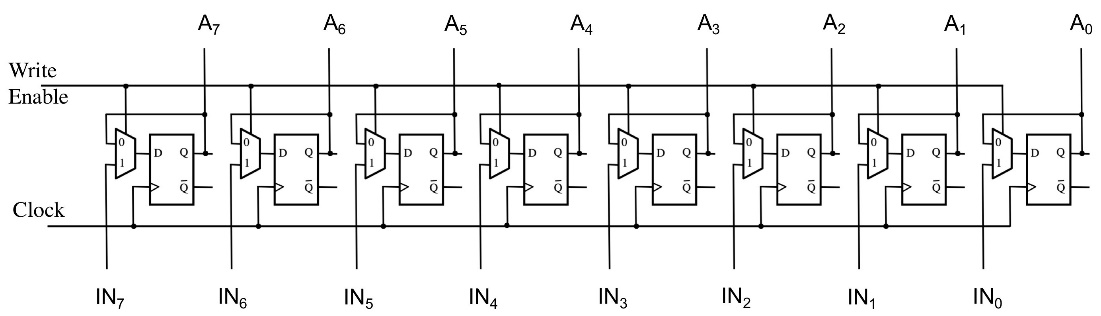 A₇ A₆ A₅ A₄ A₃ A₂ A₁ A₀
Write
Enable
0 0 0 0 0 0 0 0
D Q D Q D Q D Q D Q D Q D Q D Q
1 1 1 1 1 1 1 1
Q̅ Q̅ Q̅ Q̅ Q̅ Q̅ Q̅ Q̅
Clock
IN₇ IN₆ IN₅ IN₄ IN₃ IN₂ IN₁ IN₀